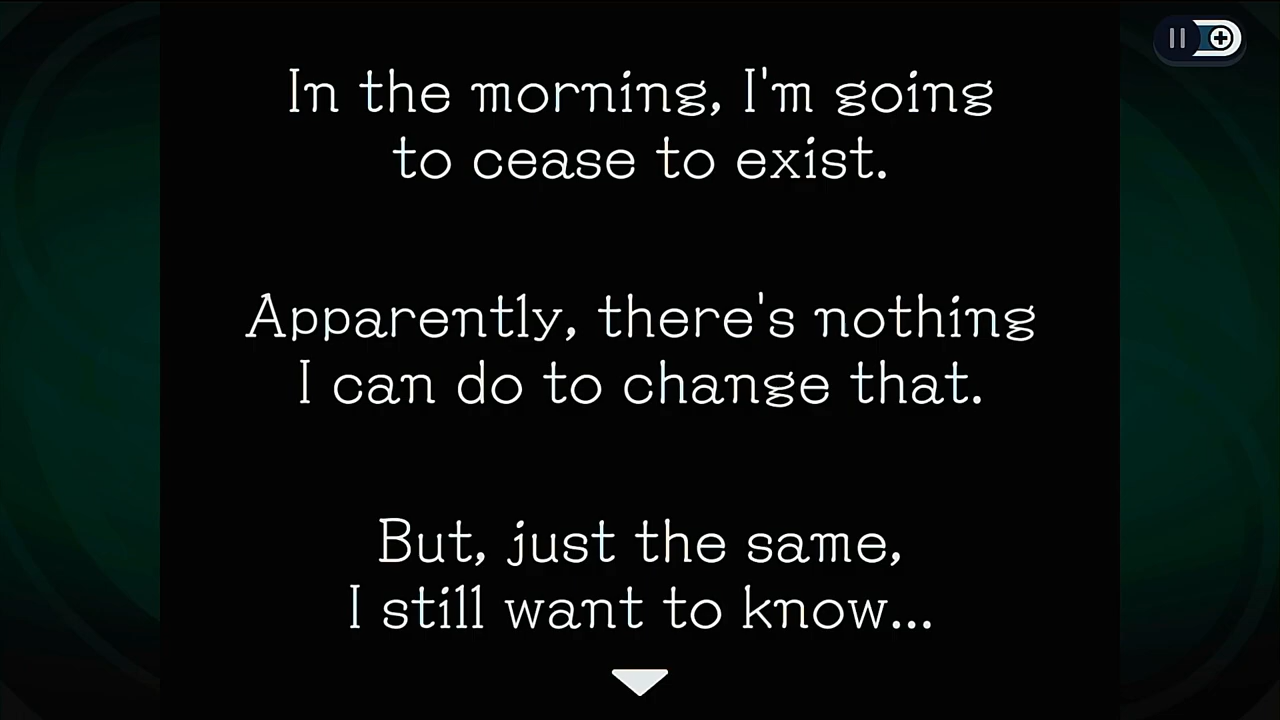 In the morning, I'm going
to cease to exist.
Apparently, there's nothing
I can do to change that.
But, just the same,
I still want to know...